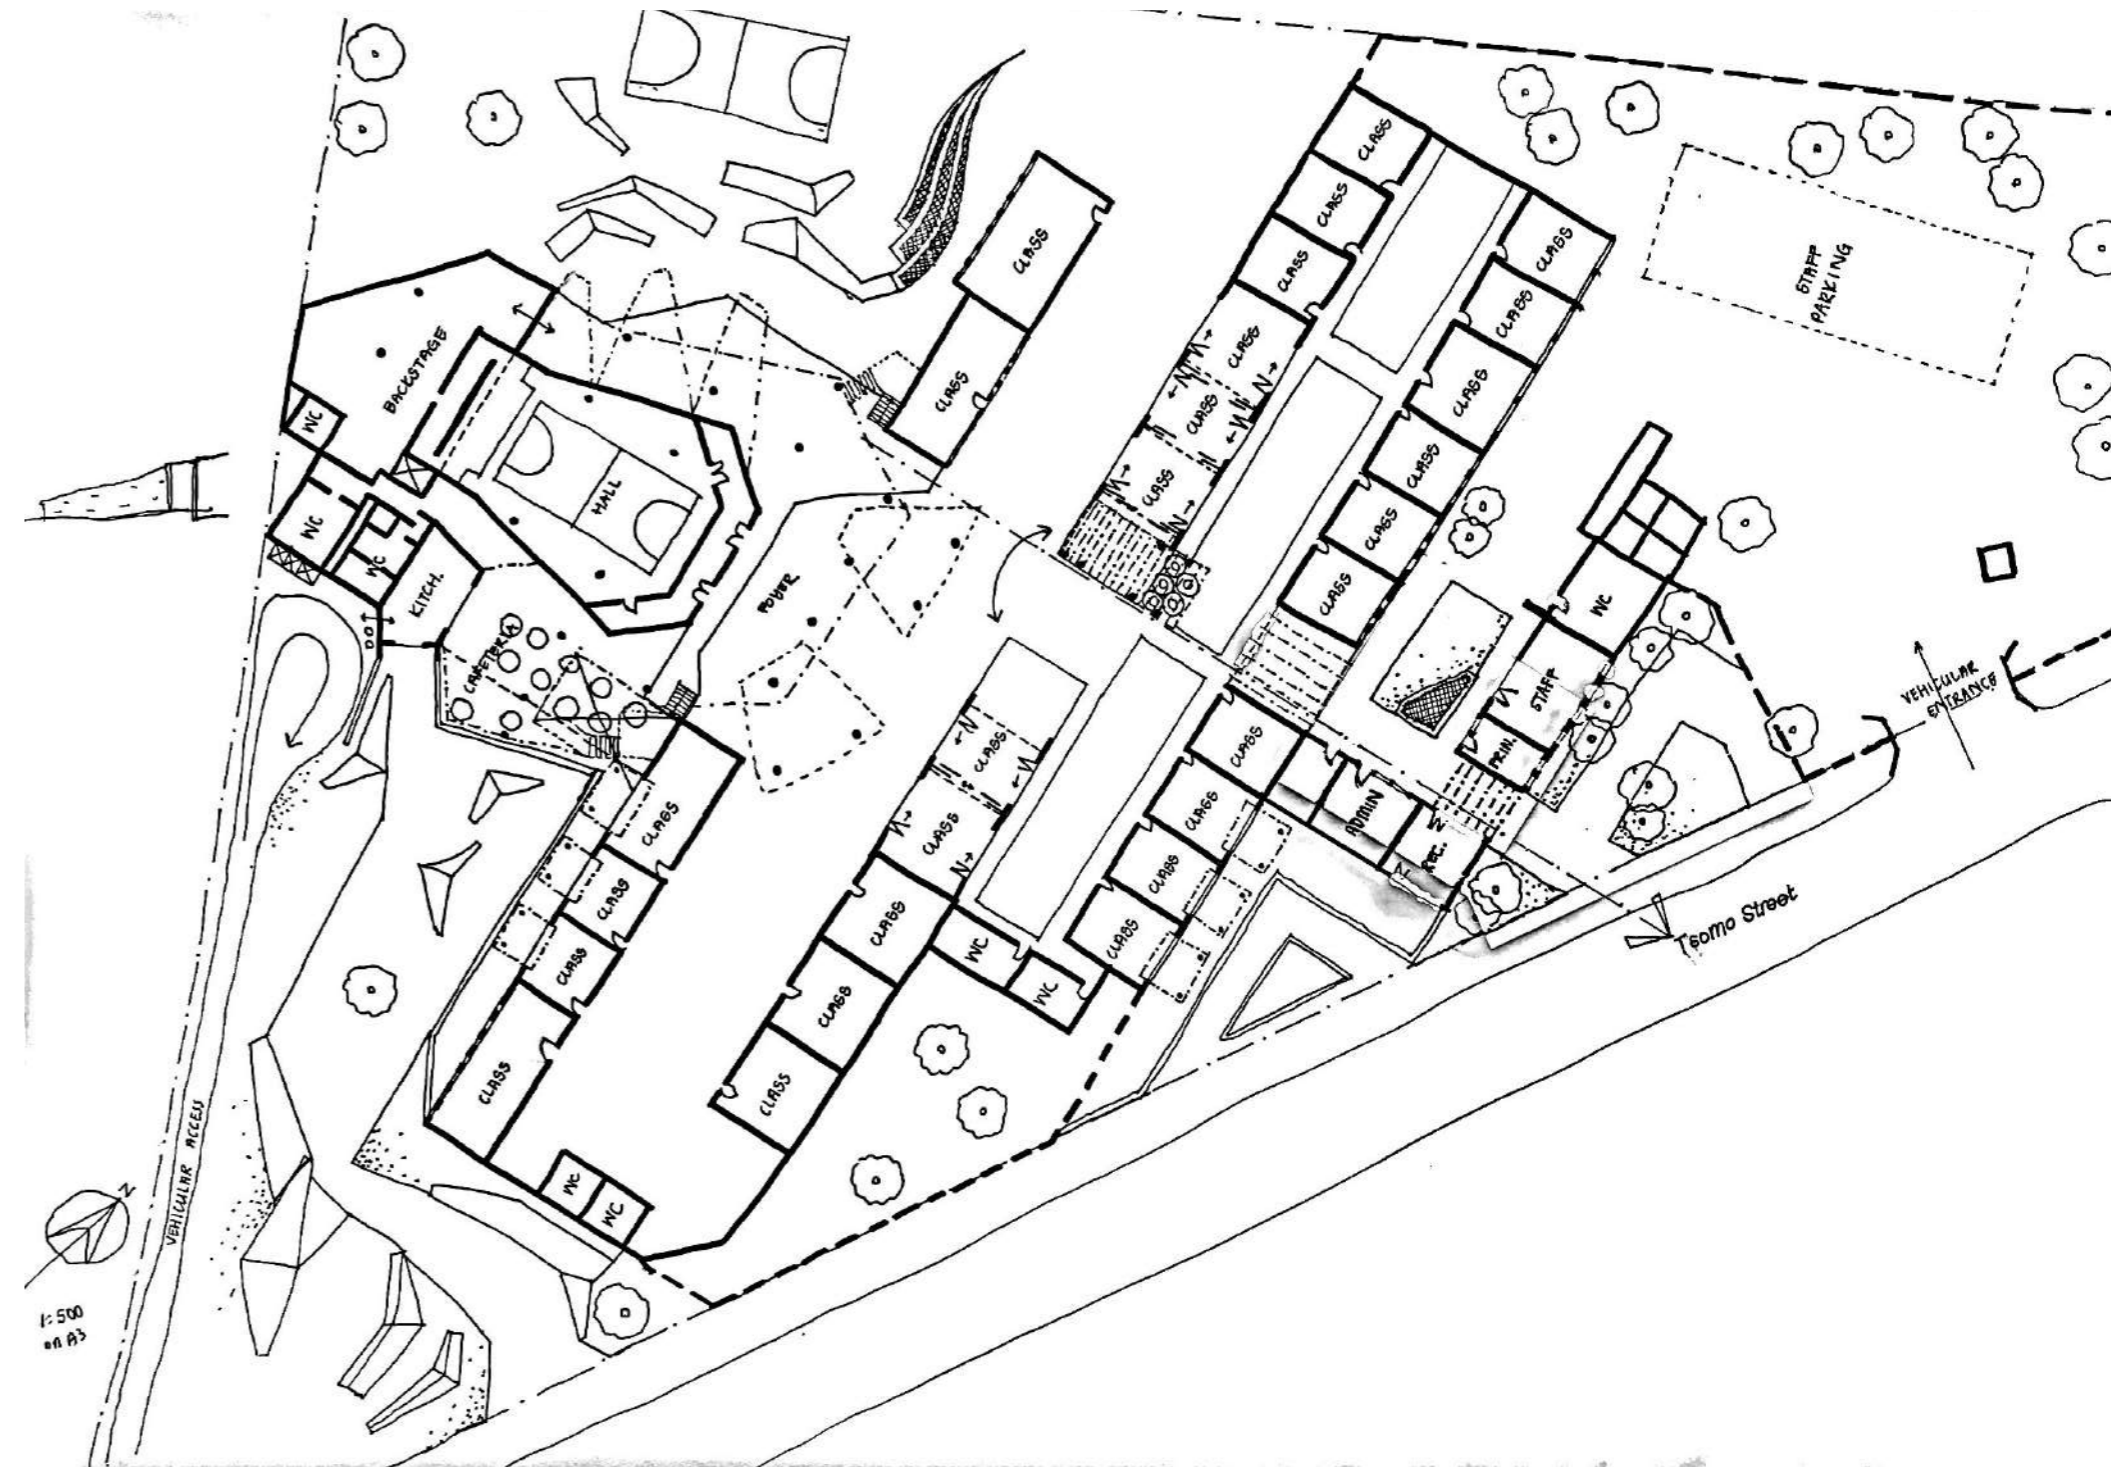 CLASS
CLASS
CLASS
CLASS
CLASS
CLASS
CLASS
CLASS
CLASS
CLASS
CLASS
CLASS
STAFF
PARKING
CLASS
CLASS
BACKSTAGE
WC
HALL
WC
WC
KITCH.
CAFETERIA
FOYER
WC
STAFF
PRIN.
VEHICULAR
ENTRANCE
ADMIN
REC.
Tsomo Street
CLASS
CLASS
CLASS
CLASS
CLASS
CLASS
CLASS
CLASS
CLASS
WC
WC
CLASS
CLASS
CLASS
CLASS
WC
WC
VEHICULAR ACCESS
N
1:500
on A3